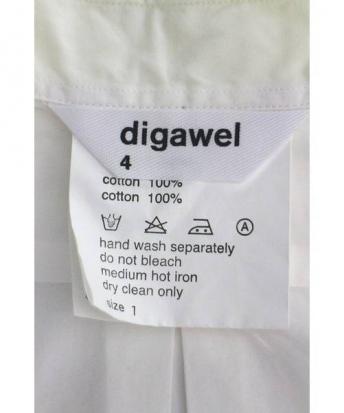 digawel
4
cotton 100%
cotton 100%
A
hand wash separately
do not bleach
medium hot iron
dry clean only
size 1